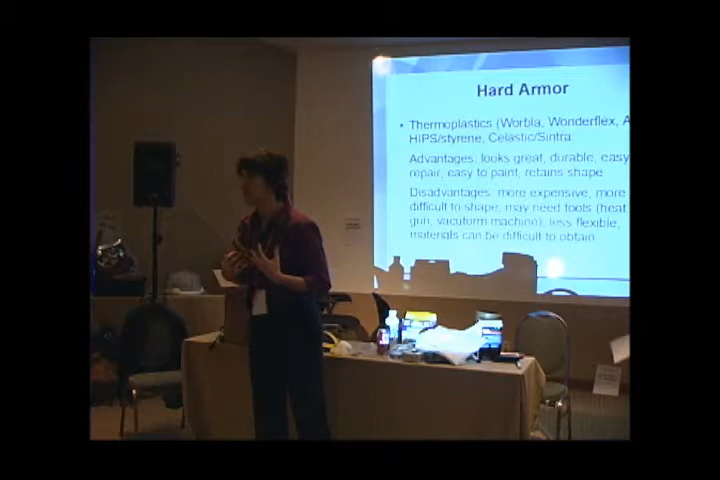 Hard Armor
• Thermoplastics (Worbla, Wonderflex, A
HIPS/styrene, Celastic/Sintra
Advantages: looks great, durable, easy
repair, easy to paint, retains shape
Disadvantages: more expensive, more
difficult to shape, may need tools (heat
gun, vacuform machine), less flexible,
materials can be difficult to obtain